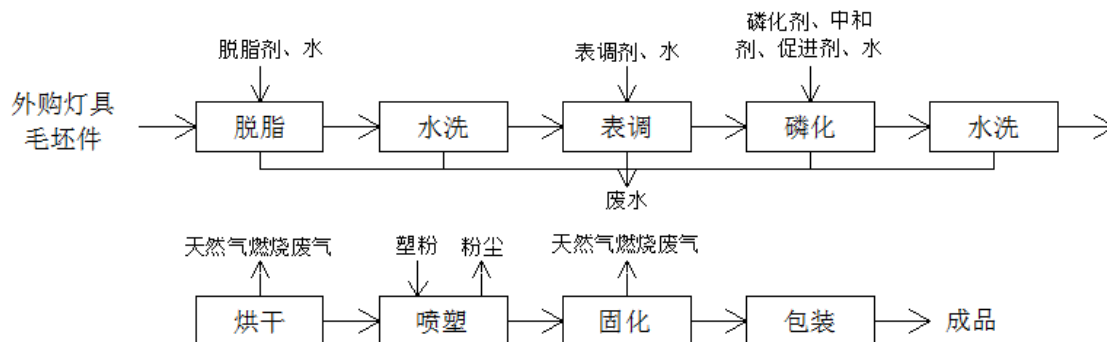 磷化剂、中和
脱脂剂、水
表调剂、水
剂、促进剂、水
外购灯具
毛坯件
脱脂
水洗
表调
磷化
水洗
废水
天然气燃烧废气
塑粉
粉尘
天然气燃烧废气
烘干
喷塑
固化
包装
成品